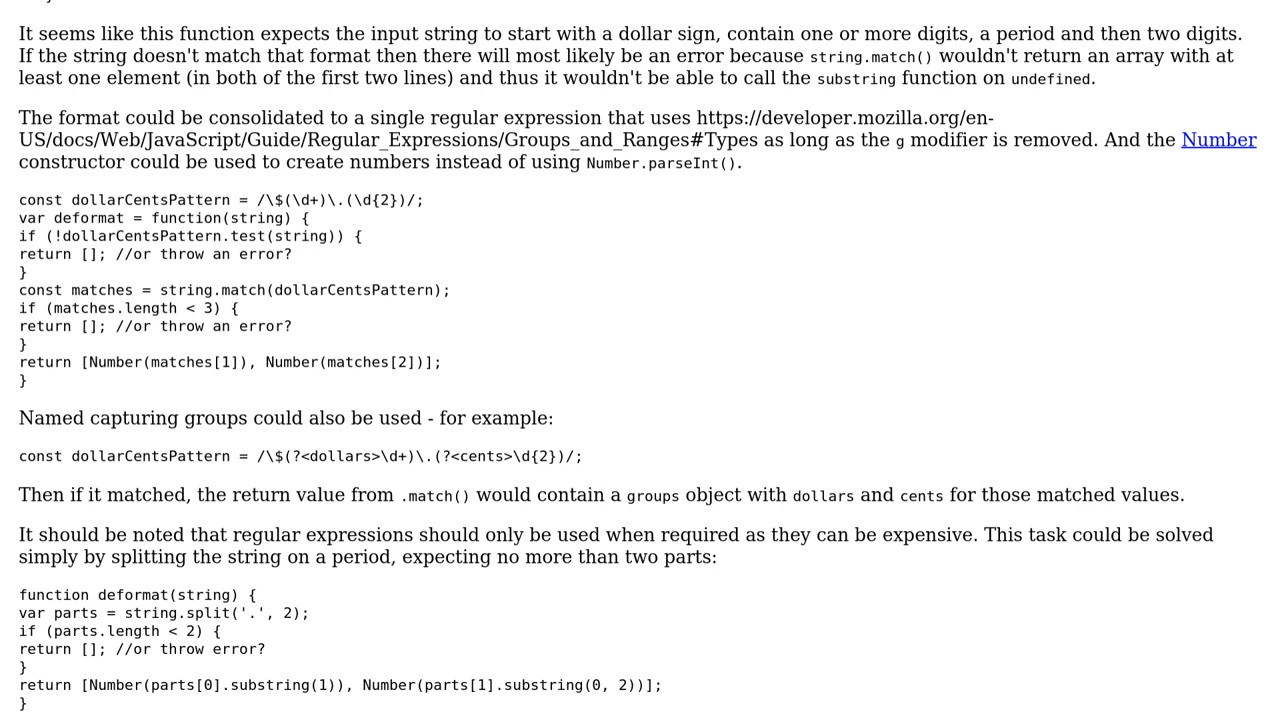 It seems like this function expects the input string to start with a dollar sign, contain one or more digits, a period and then two digits.
If the string doesn't match that format then there will most likely be an error because string.match() wouldn't return an array with at
least one element (in both of the first two lines) and thus it wouldn't be able to call the substring function on undefined.
The format could be consolidated to a single regular expression that uses https://developer.mozilla.org/en-
US/docs/Web/JavaScript/Guide/Regular_Expressions/Groups_and_Ranges#Types as long as the g modifier is removed. And the Number
constructor could be used to create numbers instead of using Number.parseInt().
const dollarCentsPattern = /\$(\d+)\.(\d{2})/;
var deformat = function(string) {
if (!dollarCentsPattern.test(string)) {
return []; //or throw an error?
}
const matches = string.match(dollarCentsPattern);
if (matches.length < 3) {
return []; //or throw an error?
}
return [Number(matches[1]), Number(matches[2])];
}
Named capturing groups could also be used - for example:
const dollarCentsPattern = /\$(?<dollars>\d+)\.(?<cents>\d{2})/;
Then if it matched, the return value from .match() would contain a groups object with dollars and cents for those matched values.
It should be noted that regular expressions should only be used when required as they can be expensive. This task could be solved
simply by splitting the string on a period, expecting no more than two parts:
function deformat(string) {
var parts = string.split('.', 2);
if (parts.length < 2) {
return []; //or throw error?
}
return [Number(parts[0].substring(1)), Number(parts[1].substring(0, 2))];
}